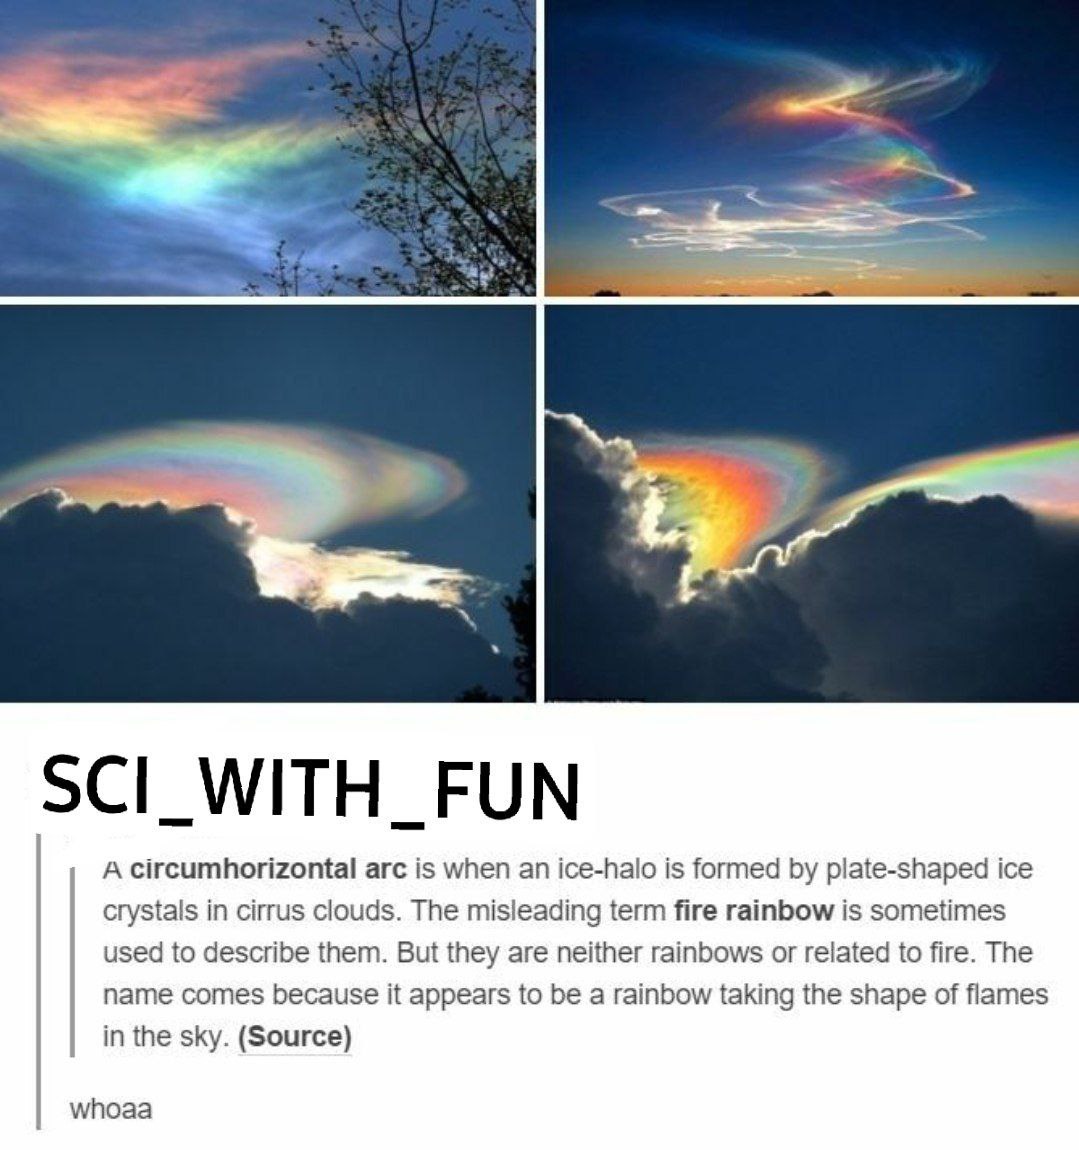 SCI_WITH_FUN
A circumhorizontal arc is when an ice-halo is formed by plate-shaped ice
crystals in cirrus clouds. The misleading term fire rainbow is sometimes
used to describe them. But they are neither rainbows or related to fire. The
name comes because it appears to be a rainbow taking the shape of flames
in the sky. (Source)
whoaa